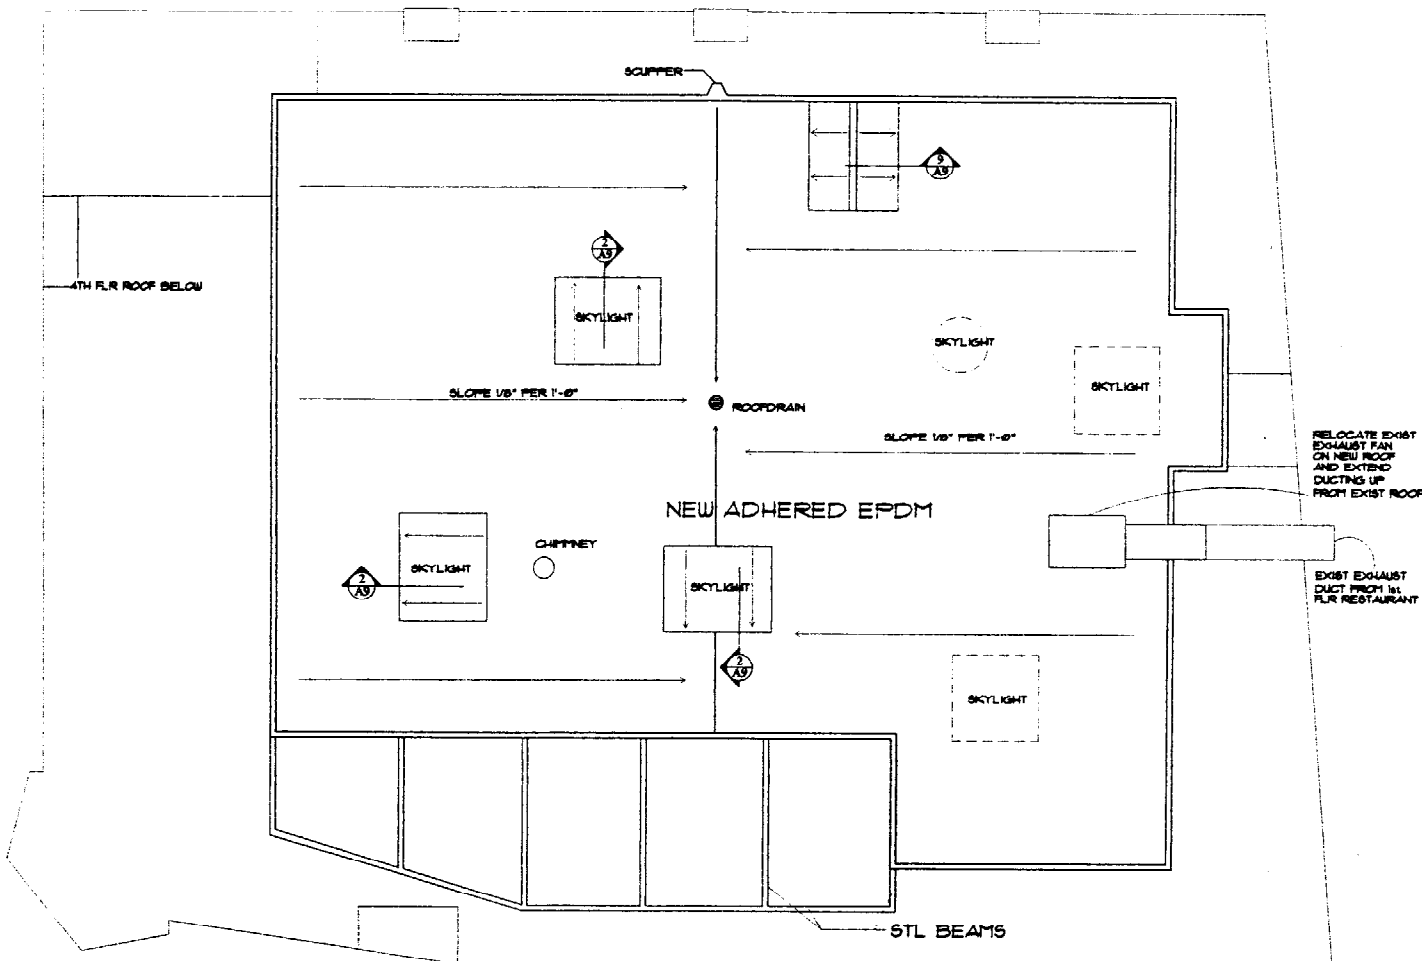 SCUPPER
9
A9
2
A9
4TH FLR ROOF BELOW
SKYLIGHT
SKYLIGHT
SKYLIGHT
SLOPE 1/8" PER 1'-0"
ROOFDRAIN
SLOPE 1/8" PER 1'-0"
RELOCATE EXIST
EXHAUST FAN
ON NEW ROOF
AND EXTEND
DUCTING UP
FROM EXIST ROOF
NEW ADHERED EPDM
CHIMMNEY
SKYLIGHT
2
A9
SKYLIGHT
EXIST EXHAUST
DUCT FROM 1st
FLR RESTAURANT
2
A9
SKYLIGHT
STL BEAMS